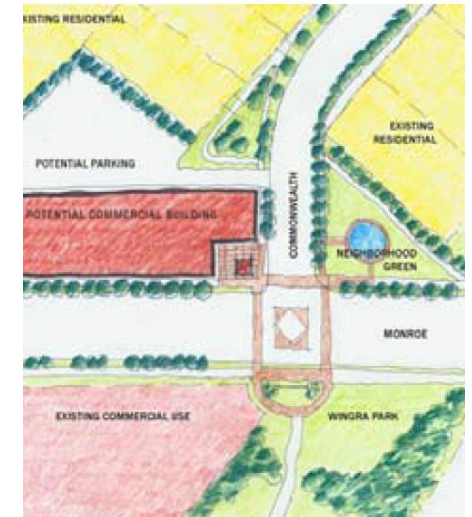 EXISTING RESIDENTIAL
EXISTING
RESIDENTIAL
POTENTIAL PARKING
COMMONWEALTH
POTENTIAL COMMERCIAL BUILDING
NEIGHBORHOOD
GREEN
MONROE
EXISTING COMMERCIAL USE
WINGRA PARK